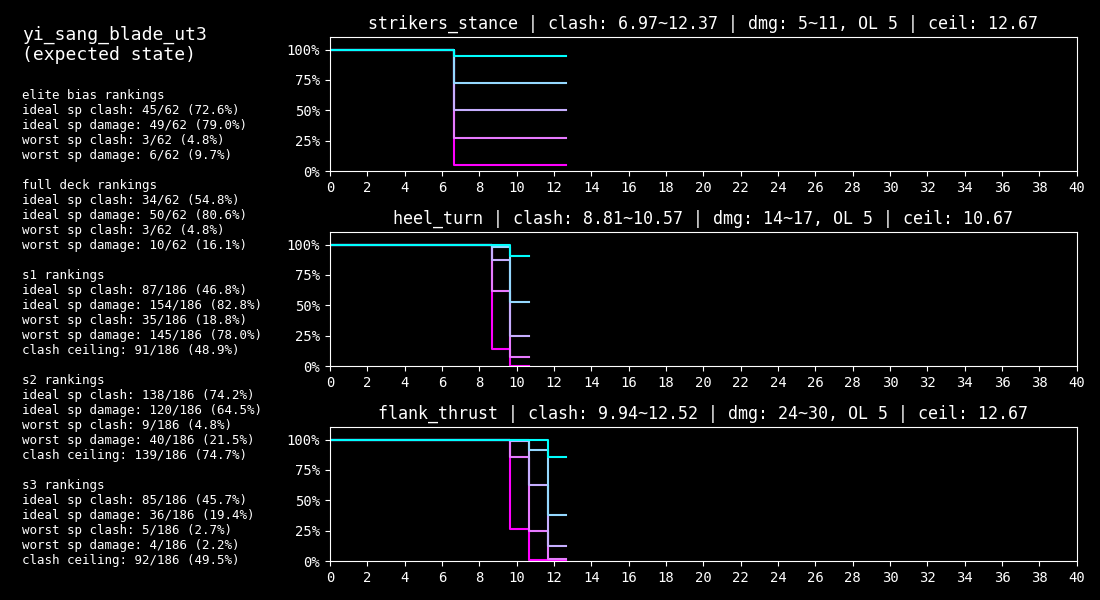 yi_sang_blade_ut3
(expected state)
elite bias rankings
ideal sp clash: 45/62 (72.6%)
ideal sp damage: 49/62 (79.0%)
worst sp clash: 3/62 (4.8%)
worst sp damage: 6/62 (9.7%)
full deck rankings
ideal sp clash: 34/62 (54.8%)
ideal sp damage: 50/62 (80.6%)
worst sp clash: 3/62 (4.8%)
worst sp damage: 10/62 (16.1%)
s1 rankings
ideal sp clash: 87/186 (46.8%)
ideal sp damage: 154/186 (82.8%)
worst sp clash: 35/186 (18.8%)
worst sp damage: 145/186 (78.0%)
clash ceiling: 91/186 (48.9%)
s2 rankings
ideal sp clash: 138/186 (74.2%)
ideal sp damage: 120/186 (64.5%)
worst sp clash: 9/186 (4.8%)
worst sp damage: 40/186 (21.5%)
clash ceiling: 139/186 (74.7%)
s3 rankings
ideal sp clash: 85/186 (45.7%)
ideal sp damage: 36/186 (19.4%)
worst sp clash: 5/186 (2.7%)
worst sp damage: 4/186 (2.2%)
clash ceiling: 92/186 (49.5%)
strikers_stance | clash: 6.97~12.37 | dmg: 5~11, OL 5 | ceil: 12.67
100%
75%
50%
25%
0%
0 2 4 6 8 10 12 14 16 18 20 22 24 26 28 30 32 34 36 38 40
heel_turn | clash: 8.81~10.57 | dmg: 14~17, OL 5 | ceil: 10.67
100%
75%
50%
25%
0%
0 2 4 6 8 10 12 14 16 18 20 22 24 26 28 30 32 34 36 38 40
flank_thrust | clash: 9.94~12.52 | dmg: 24~30, OL 5 | ceil: 12.67
100%
75%
50%
25%
0%
0 2 4 6 8 10 12 14 16 18 20 22 24 26 28 30 32 34 36 38 40